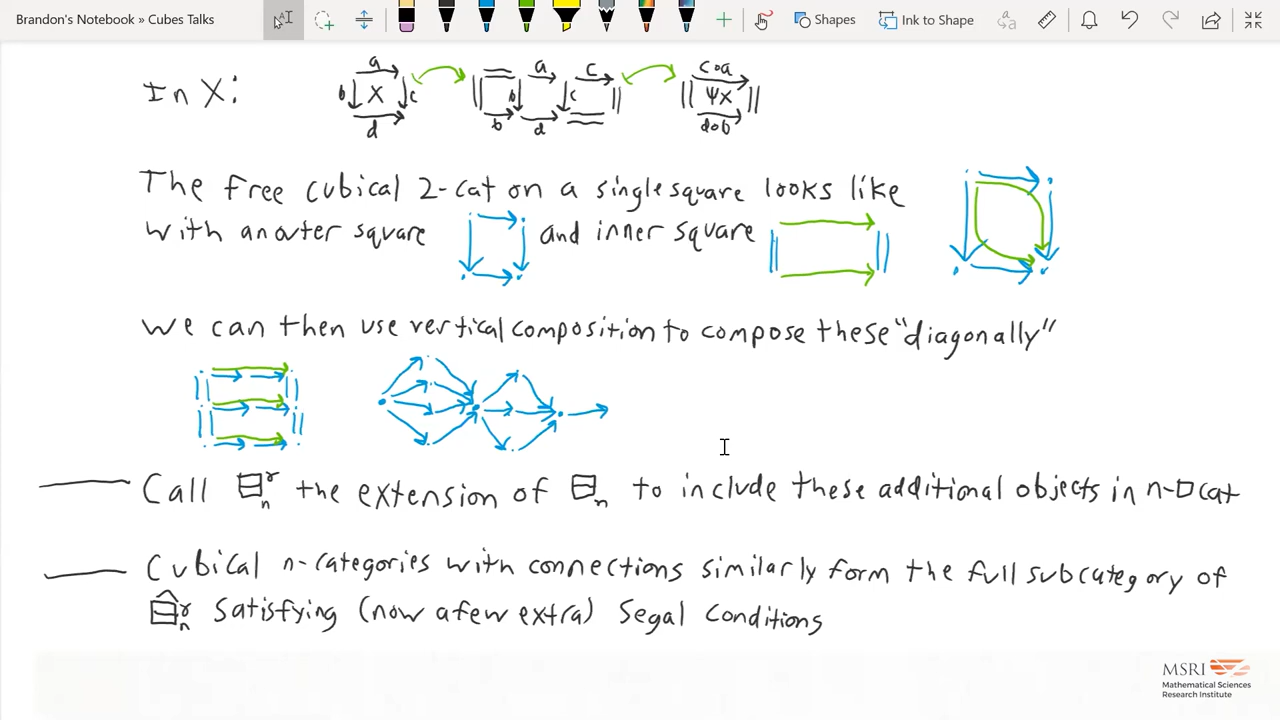 Brandon's Notebook » Cubes Talks
Shapes
Ink to Shape
In X:
a
b X c
d
a c
b c
b d
c∘a
ΨX
d∘b
The free cubical 2-cat on a single square looks like
with an outer square and inner square
We can then use vertical composition to compose these "diagonally"
Call ⊟ᵞₙ the extension of ⊟ₙ to include these additional objects in n-□cat
Cubical n-categories with connections similarly form the full subcategory of
⊟̂ᵞₙ satisfying (now a few extra) Segal Conditions
MSRI
Mathematical Sciences
Research Institute